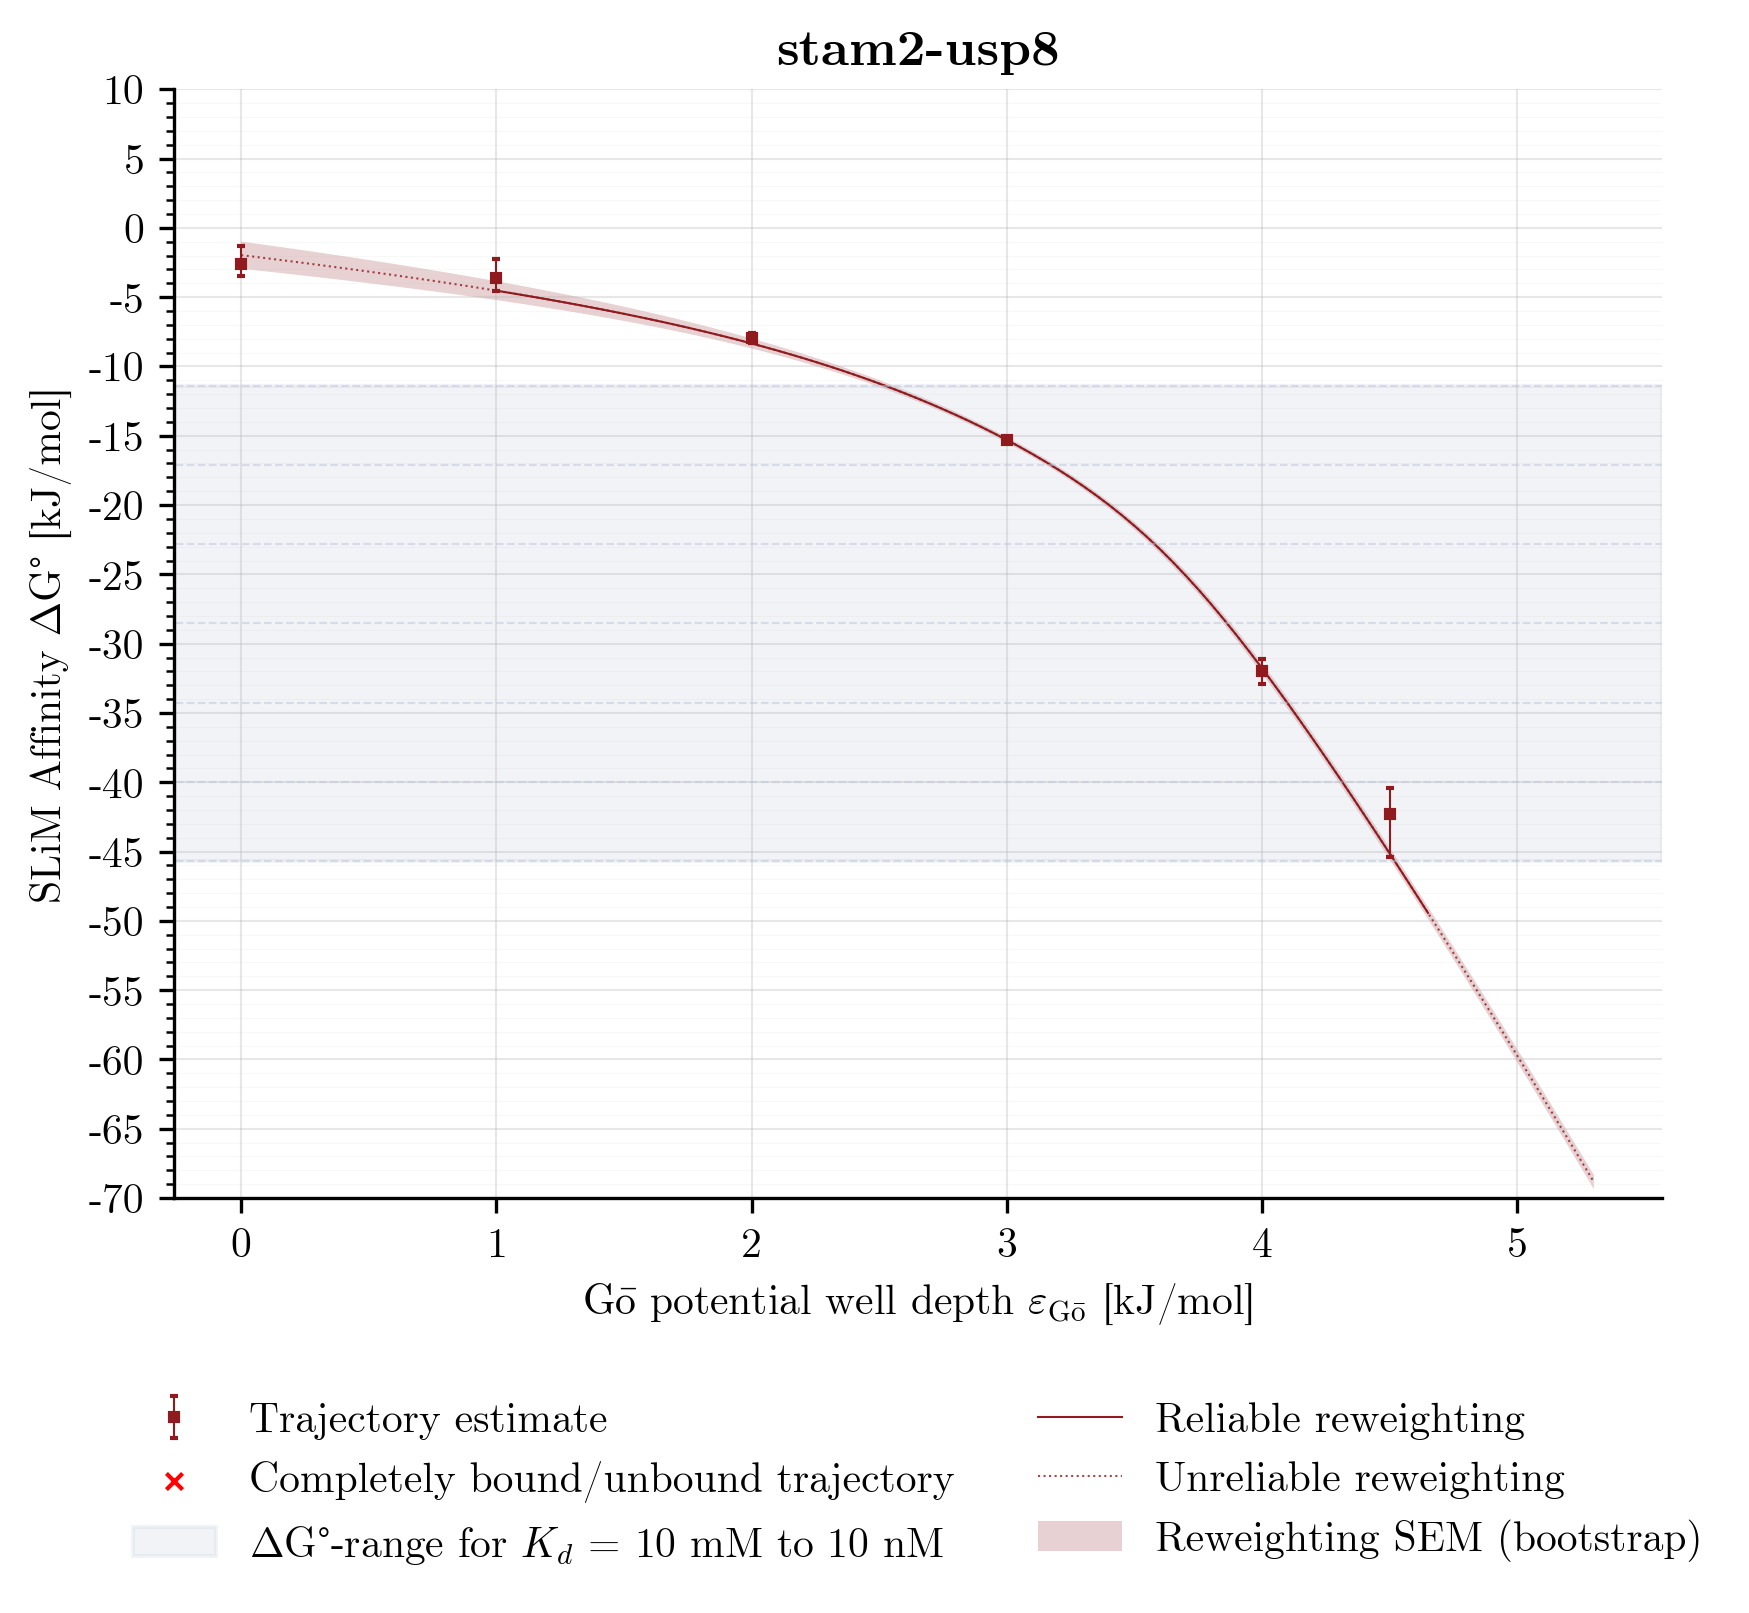 stam2-usp8
10
5
0
-5
-10
-15
-20
-25
-30
-35
-40
-45
-50
-55
-60
-65
-70
SLiM Affinity ΔG° [kJ/mol]
0 1 2 3 4 5
Gō potential well depth ε_Gō [kJ/mol]
Trajectory estimate
Completely bound/unbound trajectory
ΔG°-range for K_d = 10 mM to 10 nM
Reliable reweighting
Unreliable reweighting
Reweighting SEM (bootstrap)